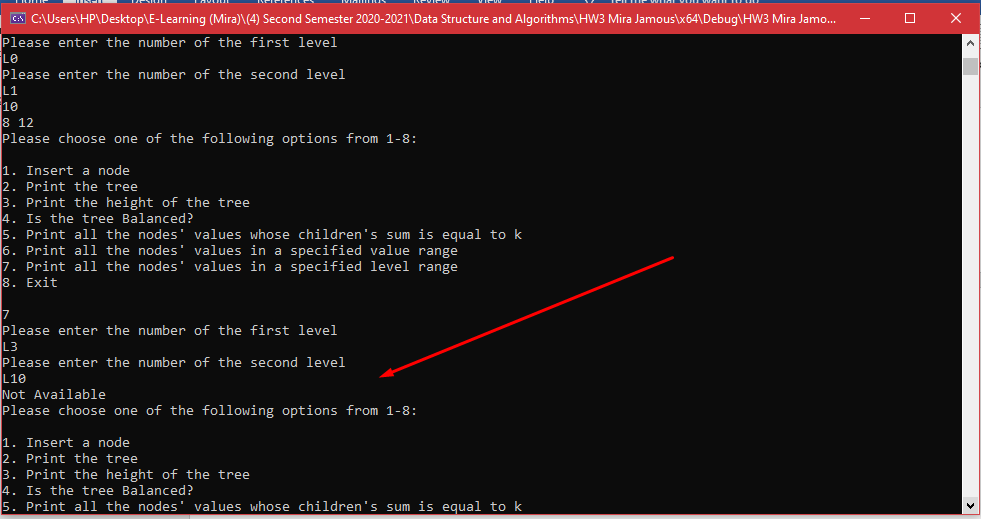 C:\Users\HP\Desktop\E-Learning (Mira)\(4) Second Semester 2020-2021\Data Structure and Algorithms\HW3 Mira Jamous\x64\Debug\HW3 Mira Jamo...
Please enter the number of the first level
L0
Please enter the number of the second level
L1
10
8 12
Please choose one of the following options from 1-8:
1. Insert a node
2. Print the tree
3. Print the height of the tree
4. Is the tree Balanced?
5. Print all the nodes' values whose children's sum is equal to k
6. Print all the nodes' values in a specified value range
7. Print all the nodes' values in a specified level range
8. Exit
7
Please enter the number of the first level
L3
Please enter the number of the second level
L10
Not Available
Please choose one of the following options from 1-8:
1. Insert a node
2. Print the tree
3. Print the height of the tree
4. Is the tree Balanced?
5. Print all the nodes' values whose children's sum is equal to k